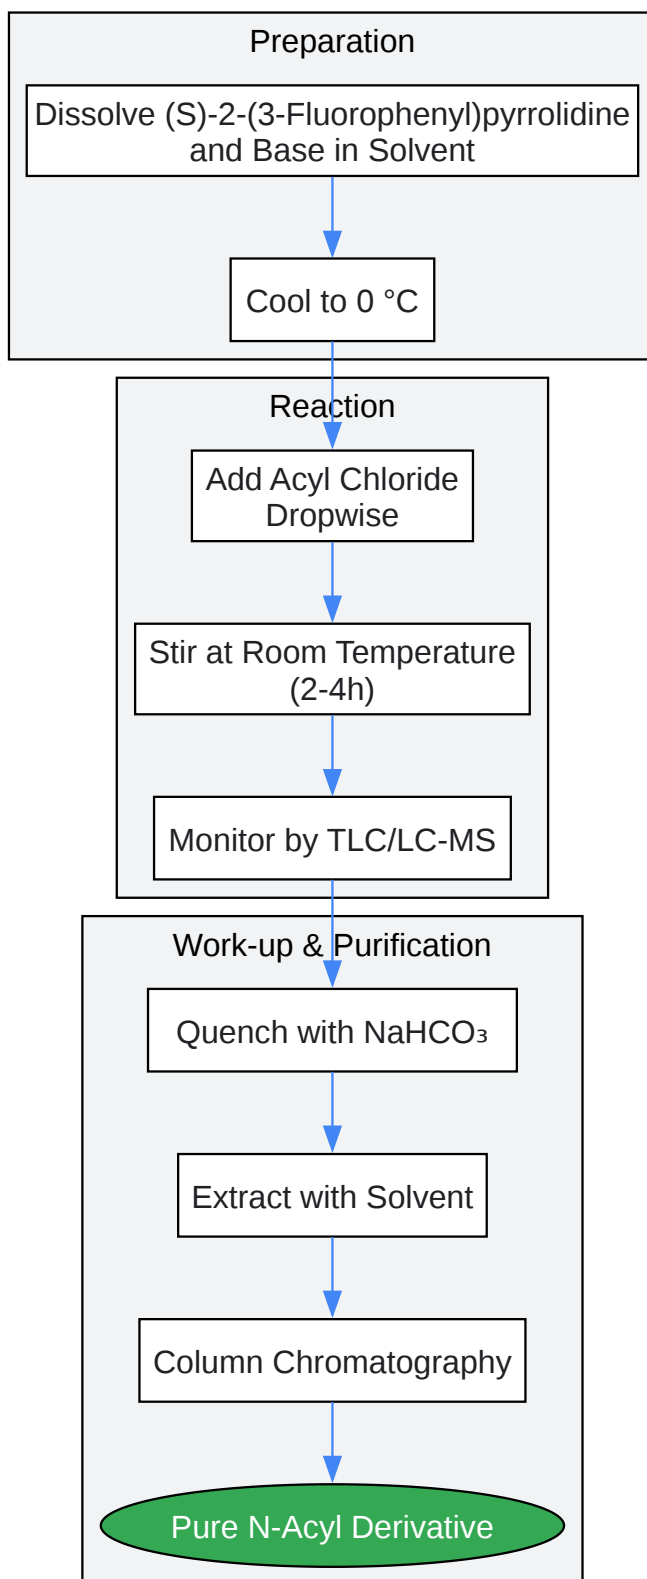 Preparation
Dissolve (S)-2-(3-Fluorophenyl)pyrrolidine
and Base in Solvent
Cool to 0 °C
Reaction
Add Acyl Chloride
Dropwise
Stir at Room Temperature
(2-4h)
Monitor by TLC/LC-MS
Work-up & Purification
Quench with NaHCO₃
Extract with Solvent
Column Chromatography
Pure N-Acyl Derivative